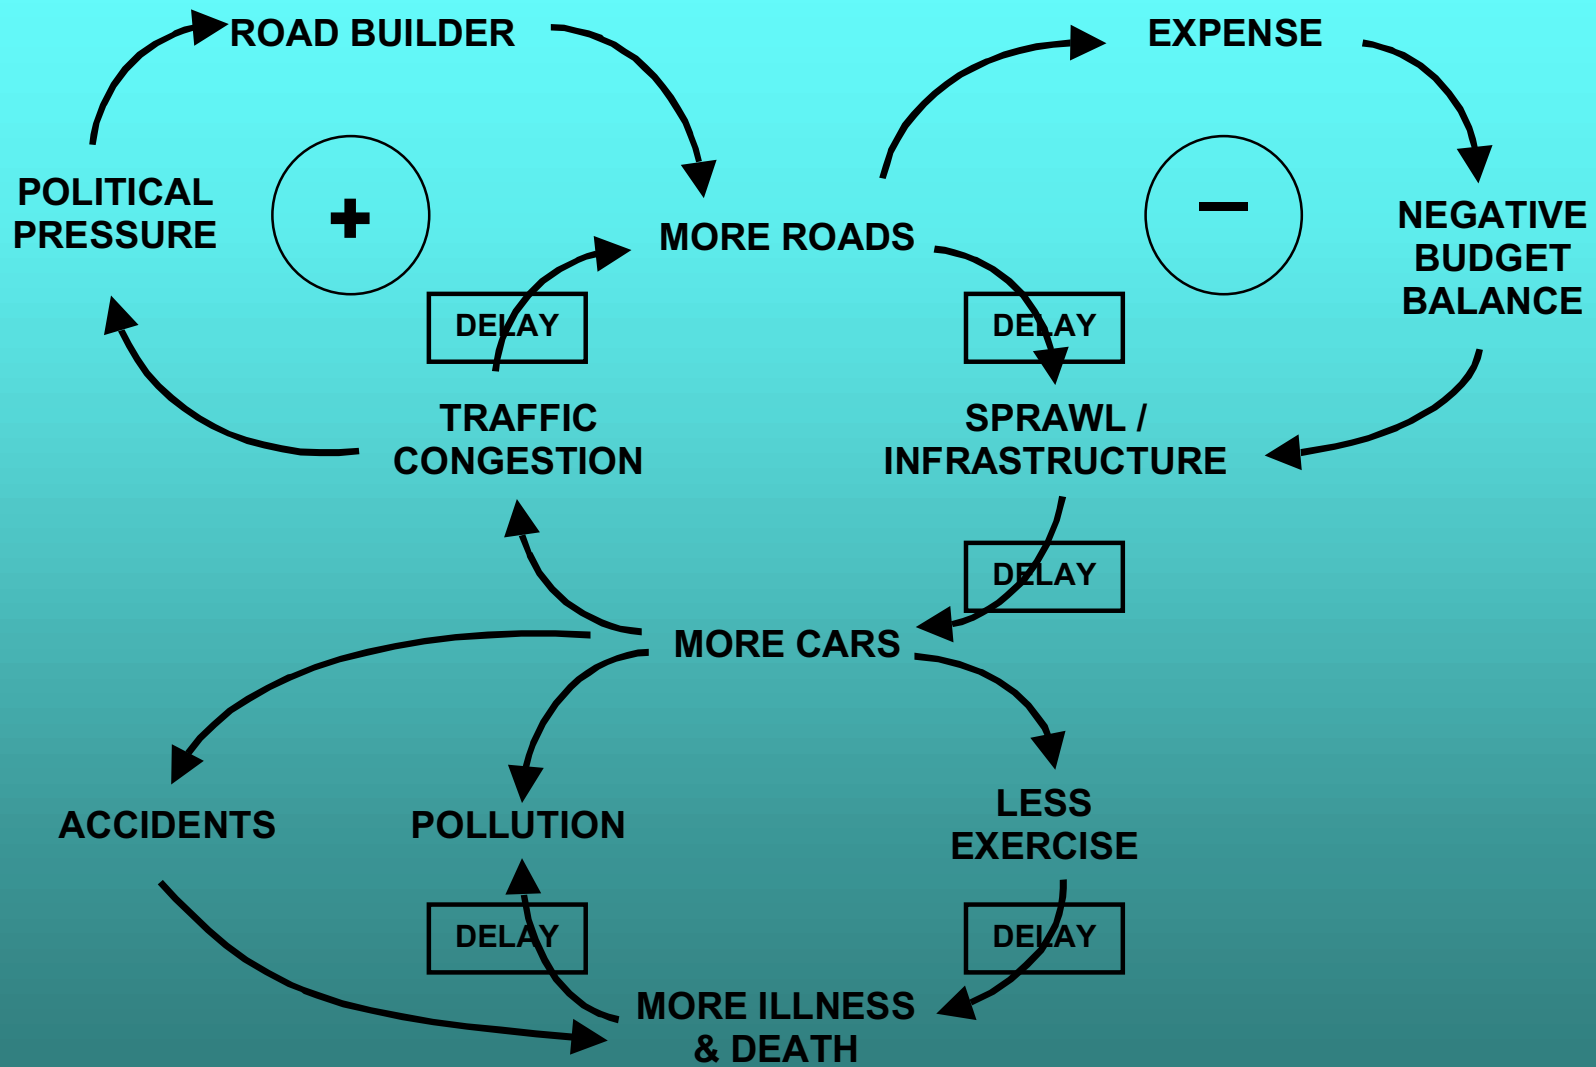 ROAD BUILDER
EXPENSE
POLITICAL
PRESSURE
+
MORE ROADS
−
NEGATIVE
BUDGET
BALANCE
DELAY
DELAY
TRAFFIC
CONGESTION
SPRAWL /
INFRASTRUCTURE
DELAY
MORE CARS
ACCIDENTS
POLLUTION
LESS
EXERCISE
DELAY
DELAY
MORE ILLNESS
& DEATH